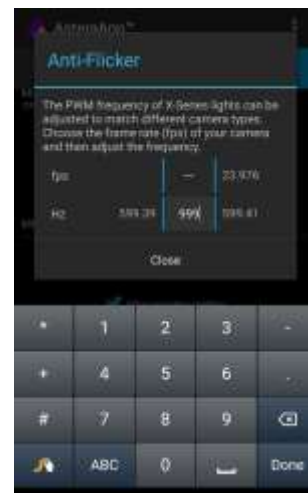 AsteraApp™
Anti-Flicker
The PWM frequency of X-Series lights can be
adjusted to match different camera types.
Choose the frame rate (fps) of your camera
and then adjust the frequency.
fps --- 23.976
Hz 599.39 999 599.41
Close
* 1 2 3 -
+ 4 5 6 .
# 7 8 9
ABC 0 Done